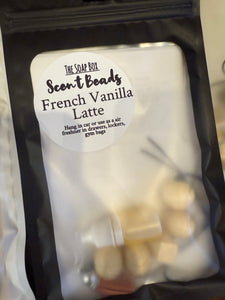 THE SOAP BOX
Scent Beads
French Vanilla
Latte
Hang in car or use as a air
freshner in drawers, lockers,
gym bags